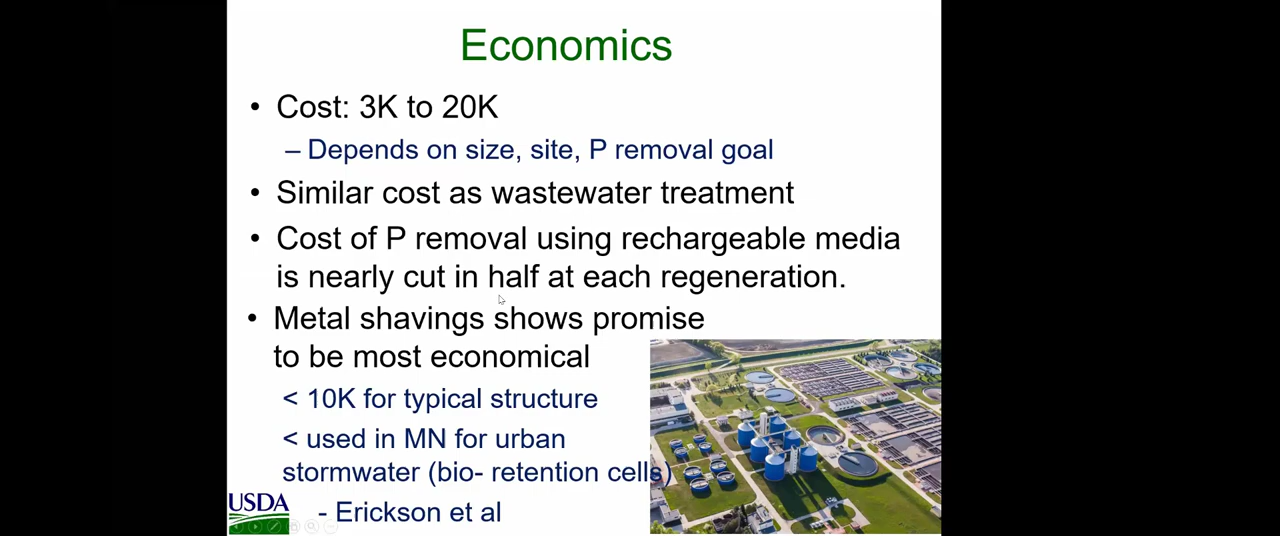 Economics
• Cost: 3K to 20K
– Depends on size, site, P removal goal
• Similar cost as wastewater treatment
• Cost of P removal using rechargeable media
is nearly cut in half at each regeneration.
• Metal shavings shows promise
to be most economical
< 10K for typical structure
< used in MN for urban
stormwater (bio- retention cells)
- Erickson et al
USDA